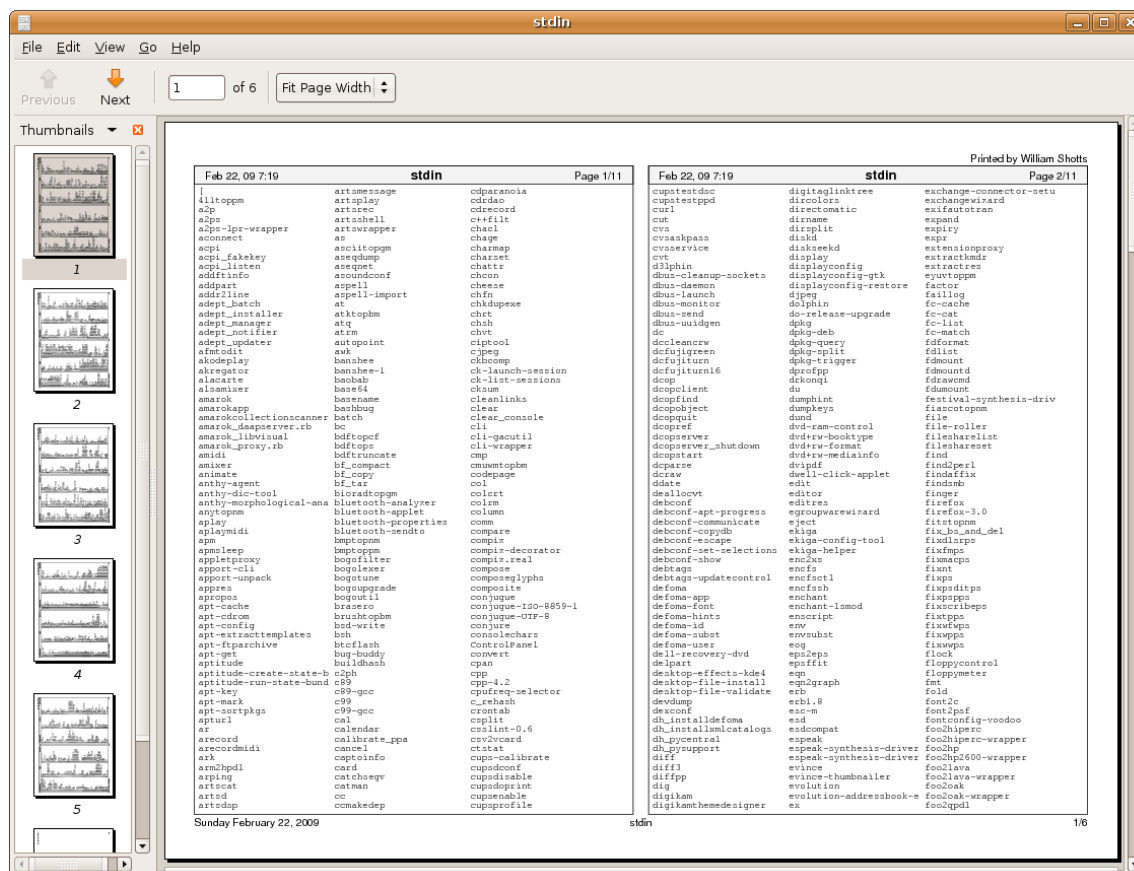 stdin
File Edit View Go Help
Previous Next 1 of 6 Fit Page Width
Thumbnails
1
2
3
4
5
Printed by William Shotts
Feb 22, 09 7:19 stdin Page 1/11
[
411toppm
a2p
a2ps
a2ps-lpr-wrapper
aconnect
acpi
acpi_fakekey
acpi_listen
addftinfo
addpart
addr2line
adept_batch
adept_installer
adept_manager
adept_notifier
adept_updater
afmtodit
akodeplay
akregator
alacarte
alsamixer
amarok
amarokapp
amarokcollectionscanner
amarok_daapserver.rb
amarok_libvisual
amarok_proxy.rb
amidi
amixer
animate
anthy-agent
anthy-dic-tool
anthy-morphological-ana
anytopnm
aplay
aplaymidi
apm
apmsleep
appletproxy
apport-cli
apport-unpack
appres
apropos
apt-cache
apt-cdrom
apt-config
apt-extracttemplates
apt-ftparchive
apt-get
aptitude
aptitude-create-state-b
aptitude-run-state-bund
apt-key
apt-mark
apt-sortpkgs
apturl
ar
arecord
arecordmidi
ark
arm2hpdl
arping
artscat
artsd
artsdsp
artsmessage
artsplay
artsrec
artsshell
artswrapper
as
asciitopgm
aseqdump
aseqnet
asoundconf
aspell
aspell-import
at
atktopbm
atq
atrm
autopoint
awk
banshee
banshee-1
baobab
base64
basename
bashbug
batch
bc
bdftopcf
bdftops
bdftruncate
bf_compact
bf_copy
bf_tar
bioradtopgm
bluetooth-analyzer
bluetooth-applet
bluetooth-properties
bluetooth-sendto
bmptopnm
bmptoppm
bogofilter
bogolexer
bogotune
bogoupgrade
bogoutil
brasero
brushtopbm
bsd-write
bsh
btcflash
bug-buddy
buildhash
c2ph
c89
c89-gcc
c99
c99-gcc
cal
calendar
calibrate_ppa
cancel
captoinfo
card
catchsegv
catman
cc
ccmakedep
cdparanoia
cdrdao
cdrecord
c++filt
chacl
chage
charmap
charset
chattr
chcon
cheese
chfn
chkdupexe
chrt
chsh
chvt
ciptool
cjpeg
ckbcomp
ck-launch-session
ck-list-sessions
cksum
cleanlinks
clear
clear_console
cli
cli-gacutil
cli-wrapper
cmp
cmuwmtopbm
codepage
col
colcrt
colrm
column
comm
compare
compiz
compiz-decorator
compiz.real
compose
composeglyphs
composite
conjugue
conjugue-ISO-8859-1
conjugue-UTF-8
conjure
consolechars
ControlPanel
convert
cpan
cpp
cpp-4.2
cpufreq-selector
c_rehash
crontab
csplit
csslint-0.6
csv2vcard
ctstat
cups-calibrate
cupsdconf
cupsdisable
cupsdoprint
cupsenable
cupsprofile
Feb 22, 09 7:19 stdin Page 2/11
cupstestdsc
cupstestppd
curl
cut
cvs
cvsaskpass
cvsservice
cvt
d3lphin
dbus-cleanup-sockets
dbus-daemon
dbus-launch
dbus-monitor
dbus-send
dbus-uuidgen
dc
dccleancrw
dcfujigreen
dcfujiturn
dcfujiturn16
dcop
dcopclient
dcopfind
dcopobject
dcopquit
dcopref
dcopserver
dcopserver_shutdown
dcopstart
dcparse
dcraw
ddate
deallocvt
debconf
debconf-apt-progress
debconf-communicate
debconf-copydb
debconf-escape
debconf-set-selections
debconf-show
debtags
debtags-updatecontrol
defoma
defoma-app
defoma-font
defoma-hints
defoma-id
defoma-subst
defoma-user
dell-recovery-dvd
delpart
desktop-effects-kde4
desktop-file-install
desktop-file-validate
devdump
dexconf
dh_installdefoma
dh_installxmlcatalogs
dh_pycentral
dh_pysupport
diff
diff3
diffpp
dig
digikam
digikamthemedesigner
digitaglinktree
dircolors
directomatic
dirname
dirsplit
diskd
diskseekd
display
displayconfig
displayconfig-gtk
displayconfig-restore
djpeg
dolphin
do-release-upgrade
dpkg
dpkg-deb
dpkg-query
dpkg-split
dpkg-trigger
dprofpp
drkonqi
du
dumphint
dumpkeys
dund
dvd-ram-control
dvd+rw-booktype
dvd+rw-format
dvd+rw-mediainfo
dvipdf
dwell-click-applet
edit
editor
editres
egroupwarewizard
eject
ekiga
ekiga-config-tool
ekiga-helper
enc2xs
encfs
encfsctl
encfssh
enchant
enchant-lsmod
enscript
env
envsubst
eog
eps2eps
epsffit
eqn
eqn2graph
erb
erb1.8
esc-m
esd
esdcompat
espeak
espeak-synthesis-driver
espeak-synthesis-driver
evince
evince-thumbnailer
evolution
evolution-addressbook-e
ex
exchange-connector-setu
exchangewizard
exifautotran
expand
expiry
expr
extensionproxy
extractkmdr
extractres
eyuvtoppm
factor
faillog
fc-cache
fc-cat
fc-list
fc-match
fdformat
fdlist
fdmount
fdmountd
fdrawcmd
fdumount
festival-synthesis-driv
fiascotopnm
file
file-roller
filesharelist
fileshareset
find
find2perl
findaffix
findsmb
finger
firefox
firefox-3.0
fitstopnm
fix_bs_and_del
fixdlsrps
fixfmps
fixmacps
fixnt
fixps
fixpsditps
fixpspps
fixscribeps
fixtpps
fixwfwps
fixwpps
fixwwps
flock
floppycontrol
floppymeter
fmt
fold
font2c
font2psf
fontconfig-voodoo
foo2hiperc
foo2hiperc-wrapper
foo2hp
foo2hp2600-wrapper
foo2lava
foo2lava-wrapper
foo2oak
foo2oak-wrapper
foo2qpdl
Sunday February 22, 2009 stdin 1/6